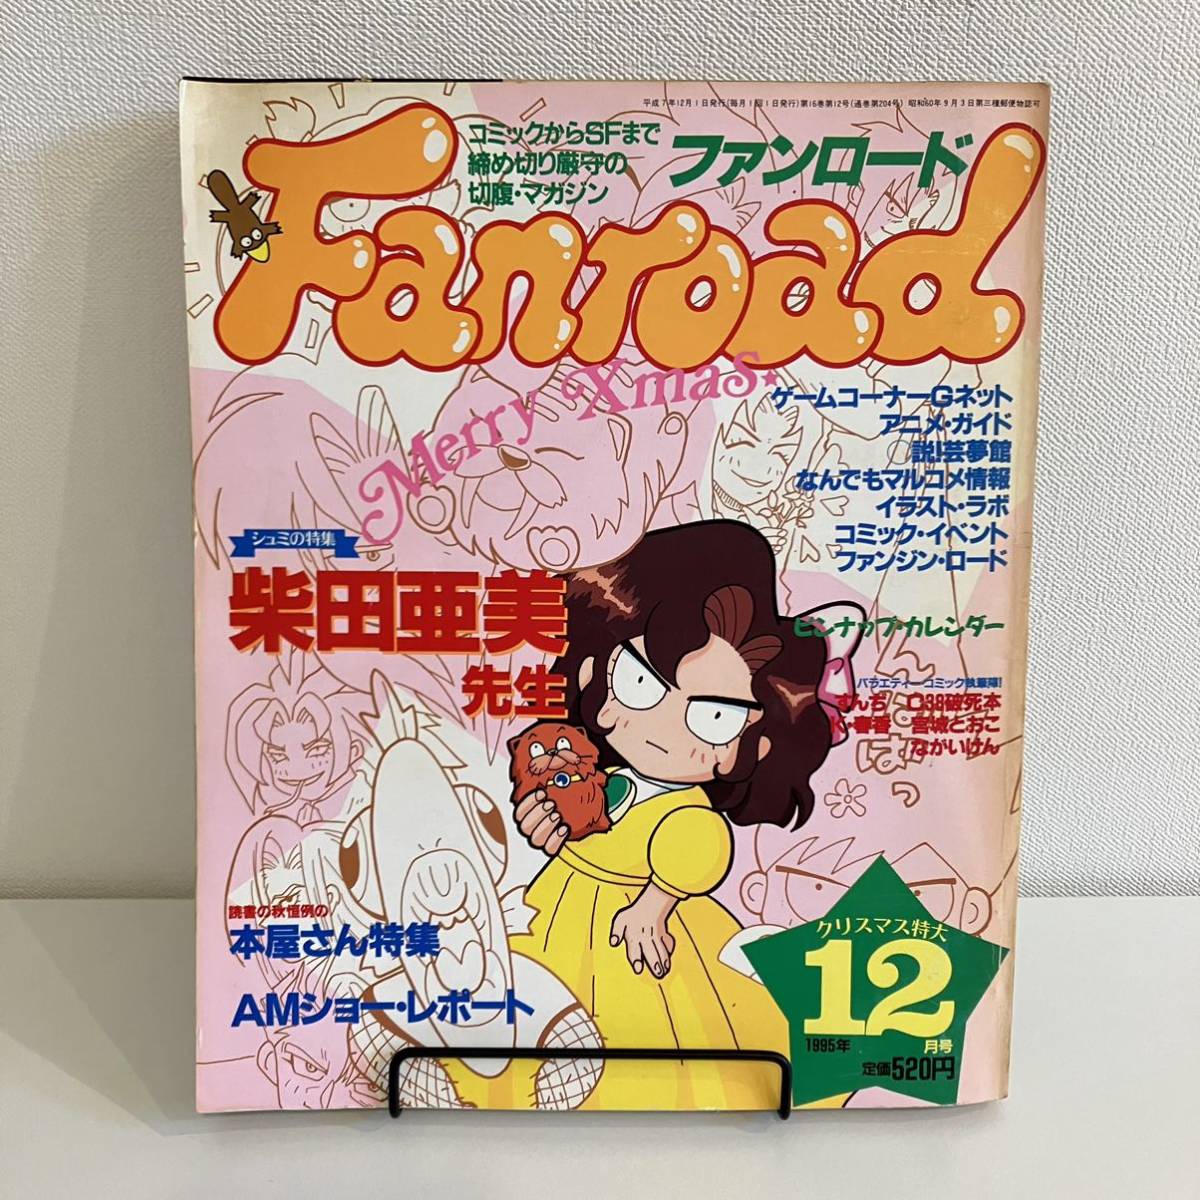 平成7年12月1日発行(毎月1回1日発行)第16巻第12号(通巻第204号) 昭和60年9月3日第三種郵便物認可
コミックからSFまで
締め切り厳守の
切腹・マガジン
ファンロード
Fanroad
Merry Xmas★
ゲームコーナーGネット
アニメ・ガイド
説!芸夢館
なんでもマルコメ情報
イラスト・ラボ
コミック・イベント
ファンジン・ロード
シュミの特集
柴田亜美
先生
ピンナップ・カレンダー
バラエティーコミック執筆陣!
すんぢ
破死本
K・春香 宮城とおこ
ながいけん
読書の秋恒例の
本屋さん特集
AMショー・レポート
クリスマス特大
12
1995年
月号
定価520円